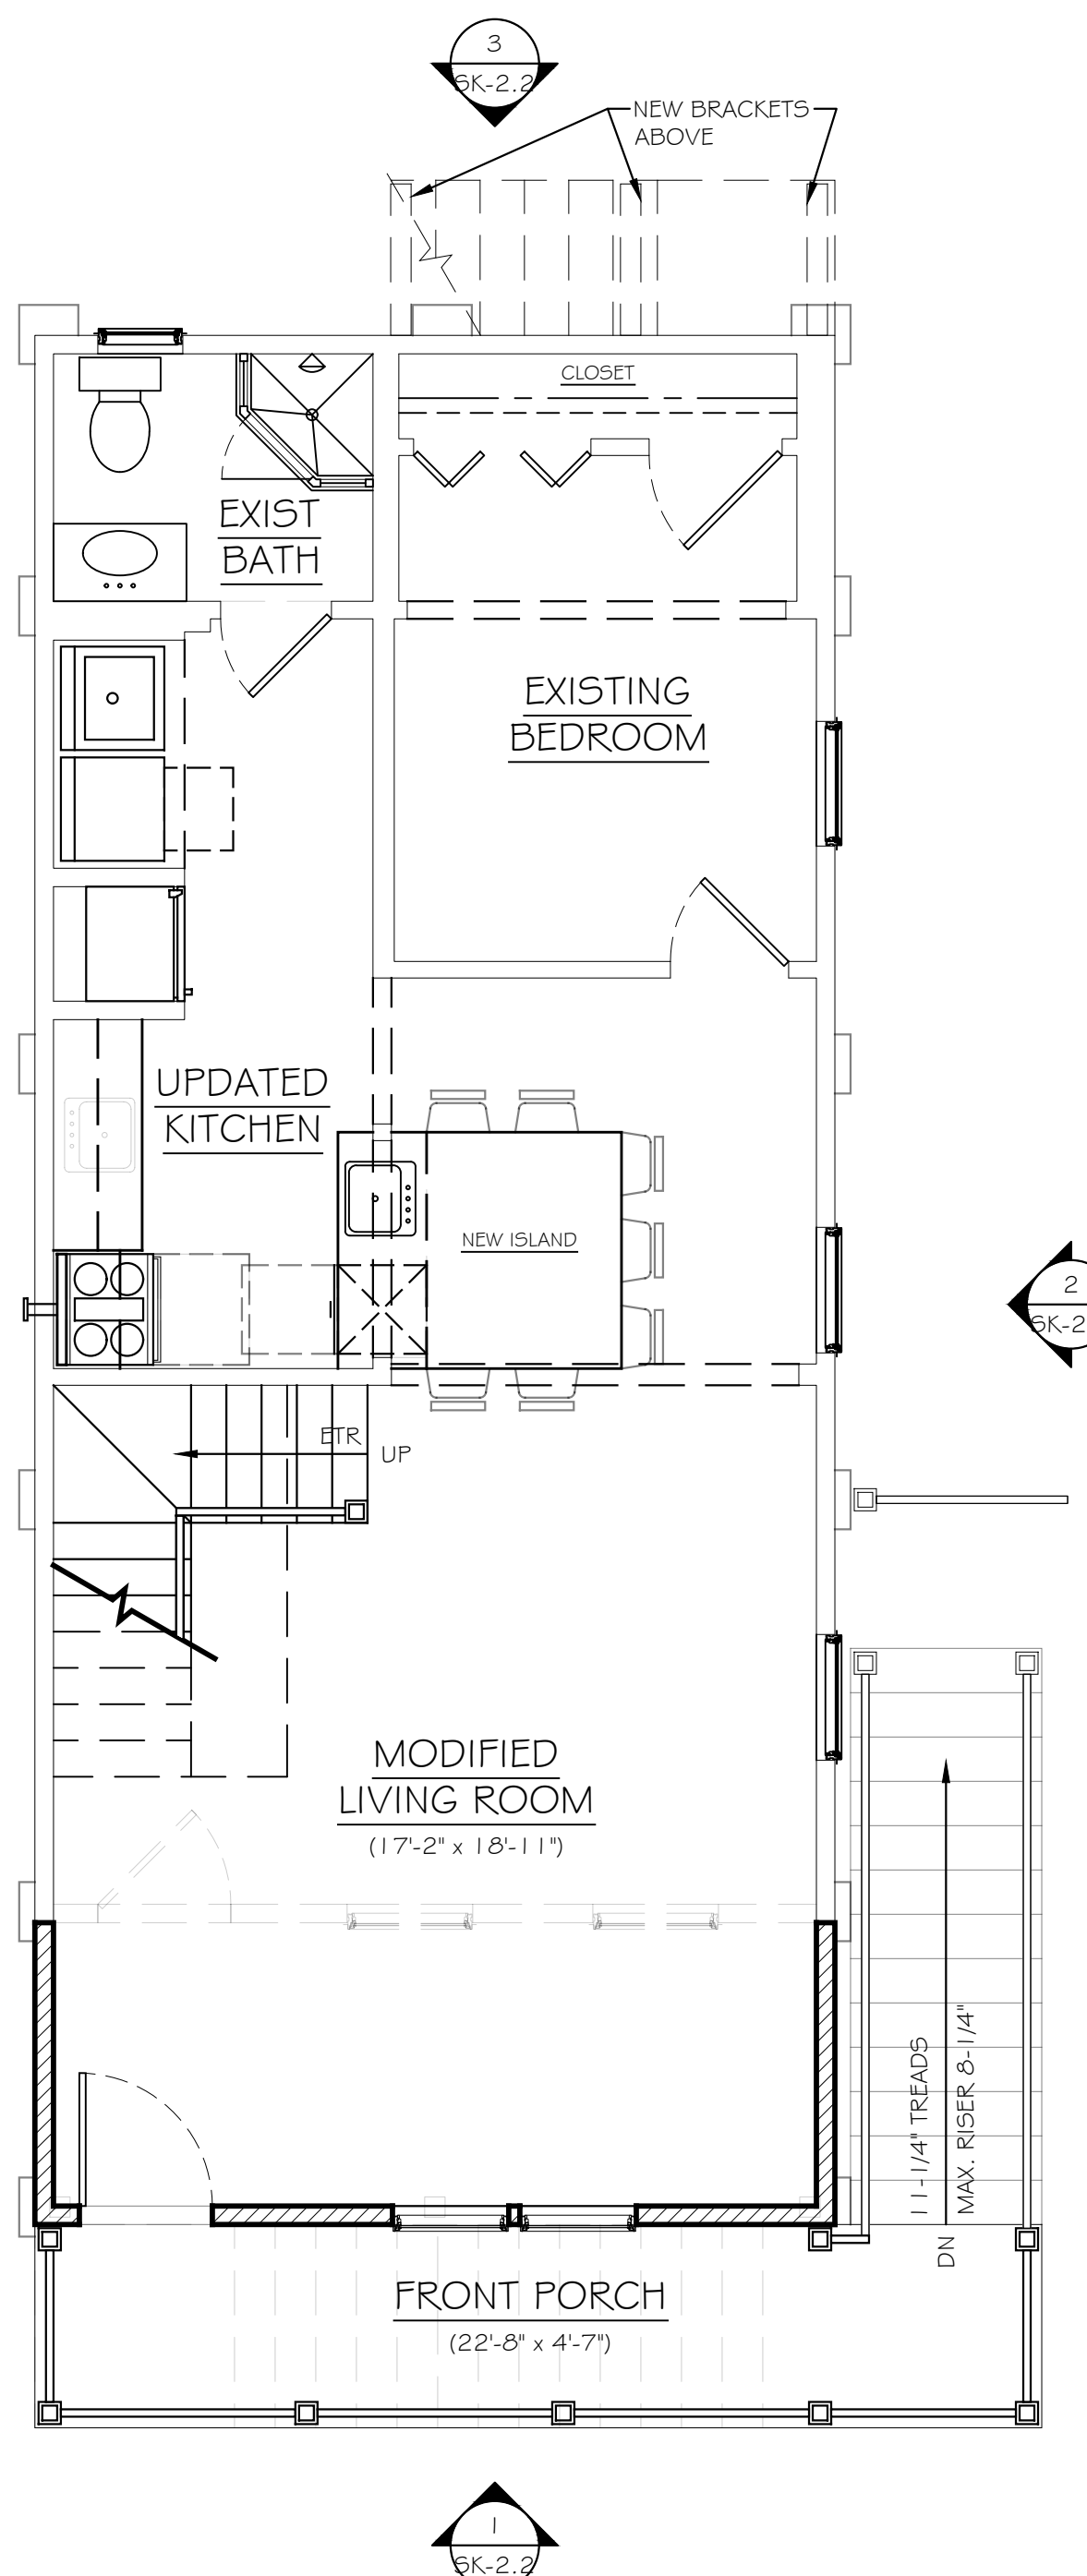 3
SK-2.2
NEW BRACKETS
ABOVE
CLOSET
EXIST
BATH
EXISTING
BEDROOM
UPDATED
KITCHEN
NEW ISLAND
2
SK-2
ETR
UP
MODIFIED
LIVING ROOM
(17'-2" x 18'-11")
11-1/4" TREADS
MAX. RISER 8-1/4"
DN
FRONT PORCH
(22'-8" x 4'-7")
1
SK-2.2